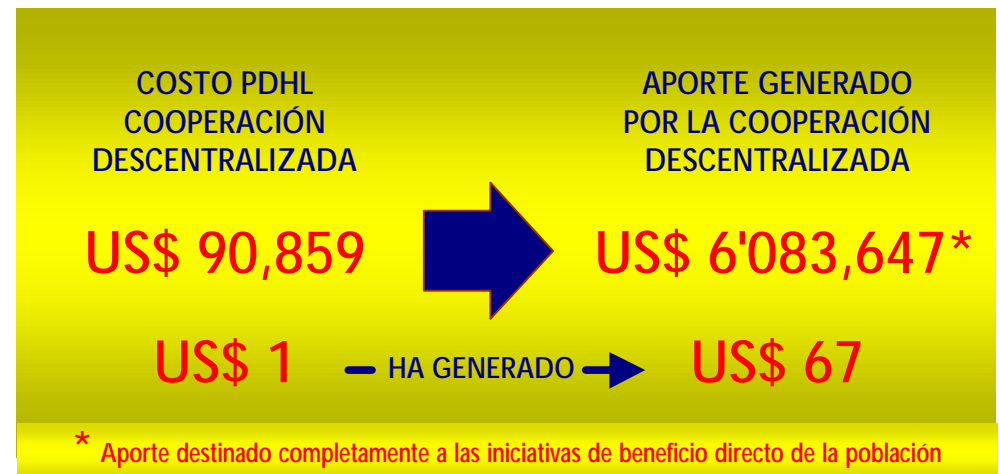 COSTO PDHL
COOPERACIÓN
DESCENTRALIZADA
US$ 90,859
APORTE GENERADO
POR LA COOPERACIÓN
DESCENTRALIZADA
US$ 6'083,647*
US$ 1
HA GENERADO
US$ 67
* Aporte destinado completamente a las iniciativas de beneficio directo de la población